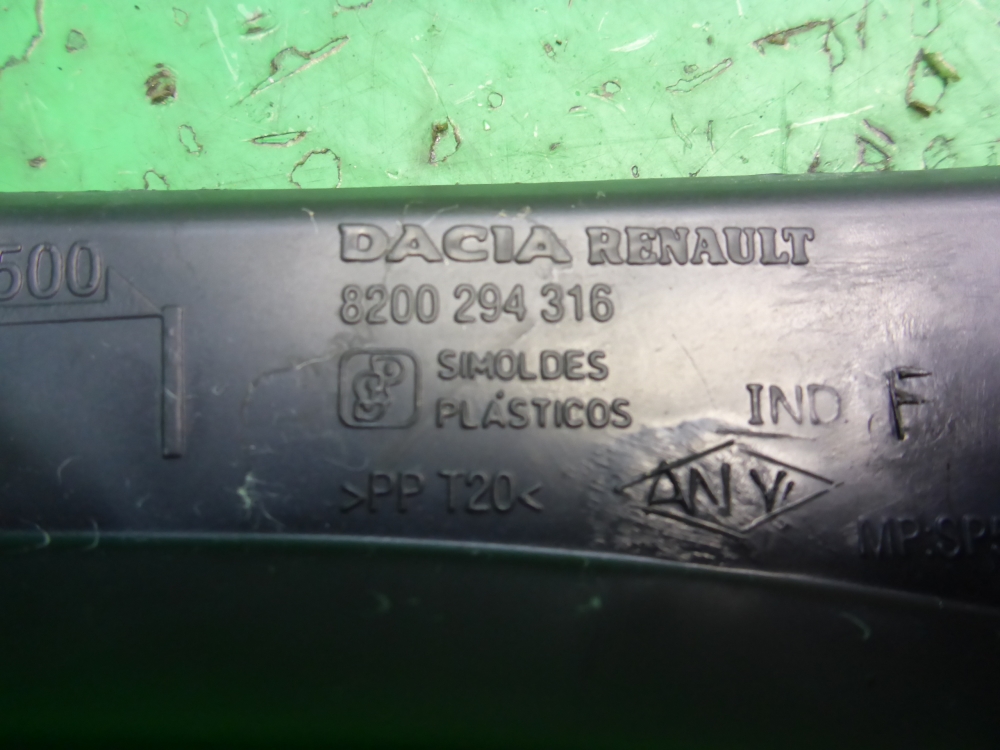 500
DACIA RENAULT
8200 294 316
SIMOLDES
PLÁSTICOS
IND F
>PP T20<